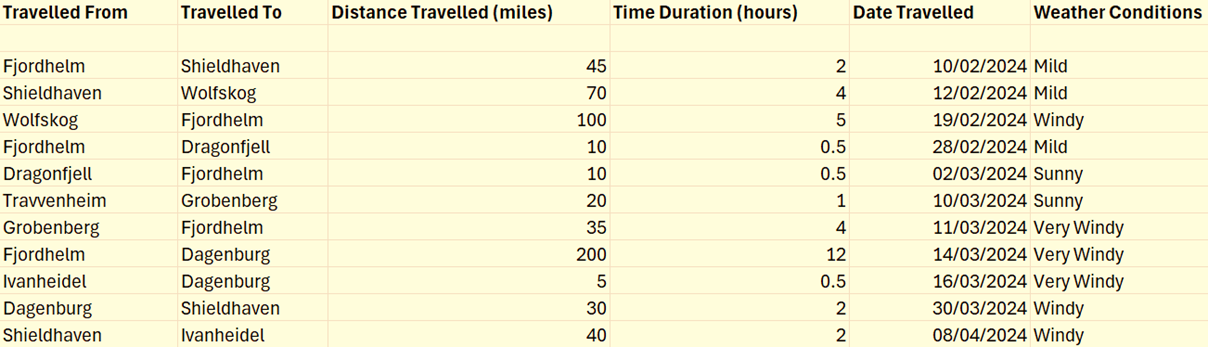 Travelled From Travelled To Distance Travelled (miles) Time Duration (hours) Date Travelled Weather Conditions
Fjordhelm Shieldhaven 45 2 10/02/2024 Mild
Shieldhaven Wolfskog 70 4 12/02/2024 Mild
Wolfskog Fjordhelm 100 5 19/02/2024 Windy
Fjordhelm Dragonfjell 10 0.5 28/02/2024 Mild
Dragonfjell Fjordhelm 10 0.5 02/03/2024 Sunny
Travvenheim Grobenberg 20 1 10/03/2024 Sunny
Grobenberg Fjordhelm 35 4 11/03/2024 Very Windy
Fjordhelm Dagenburg 200 12 14/03/2024 Very Windy
Ivanheidel Dagenburg 5 0.5 16/03/2024 Very Windy
Dagenburg Shieldhaven 30 2 30/03/2024 Windy
Shieldhaven Ivanheidel 40 2 08/04/2024 Windy